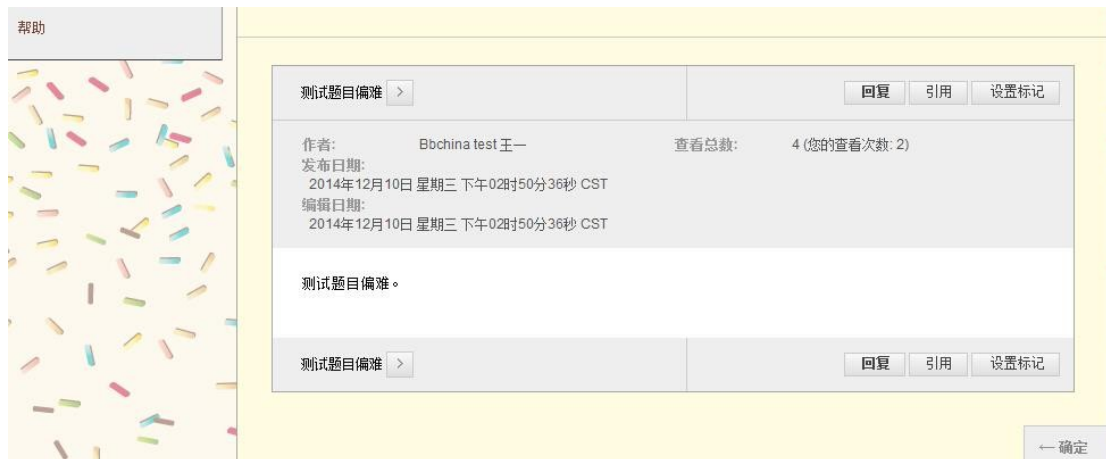 帮助
测试题目偏难 >
回复 引用 设置标记
作者: Bbchina test 王一 查看总数: 4 (您的查看次数: 2)
发布日期:
2014年12月10日 星期三 下午02时50分36秒 CST
编辑日期:
2014年12月10日 星期三 下午02时50分36秒 CST
测试题目偏难。
测试题目偏难 >
回复 引用 设置标记
← 确定